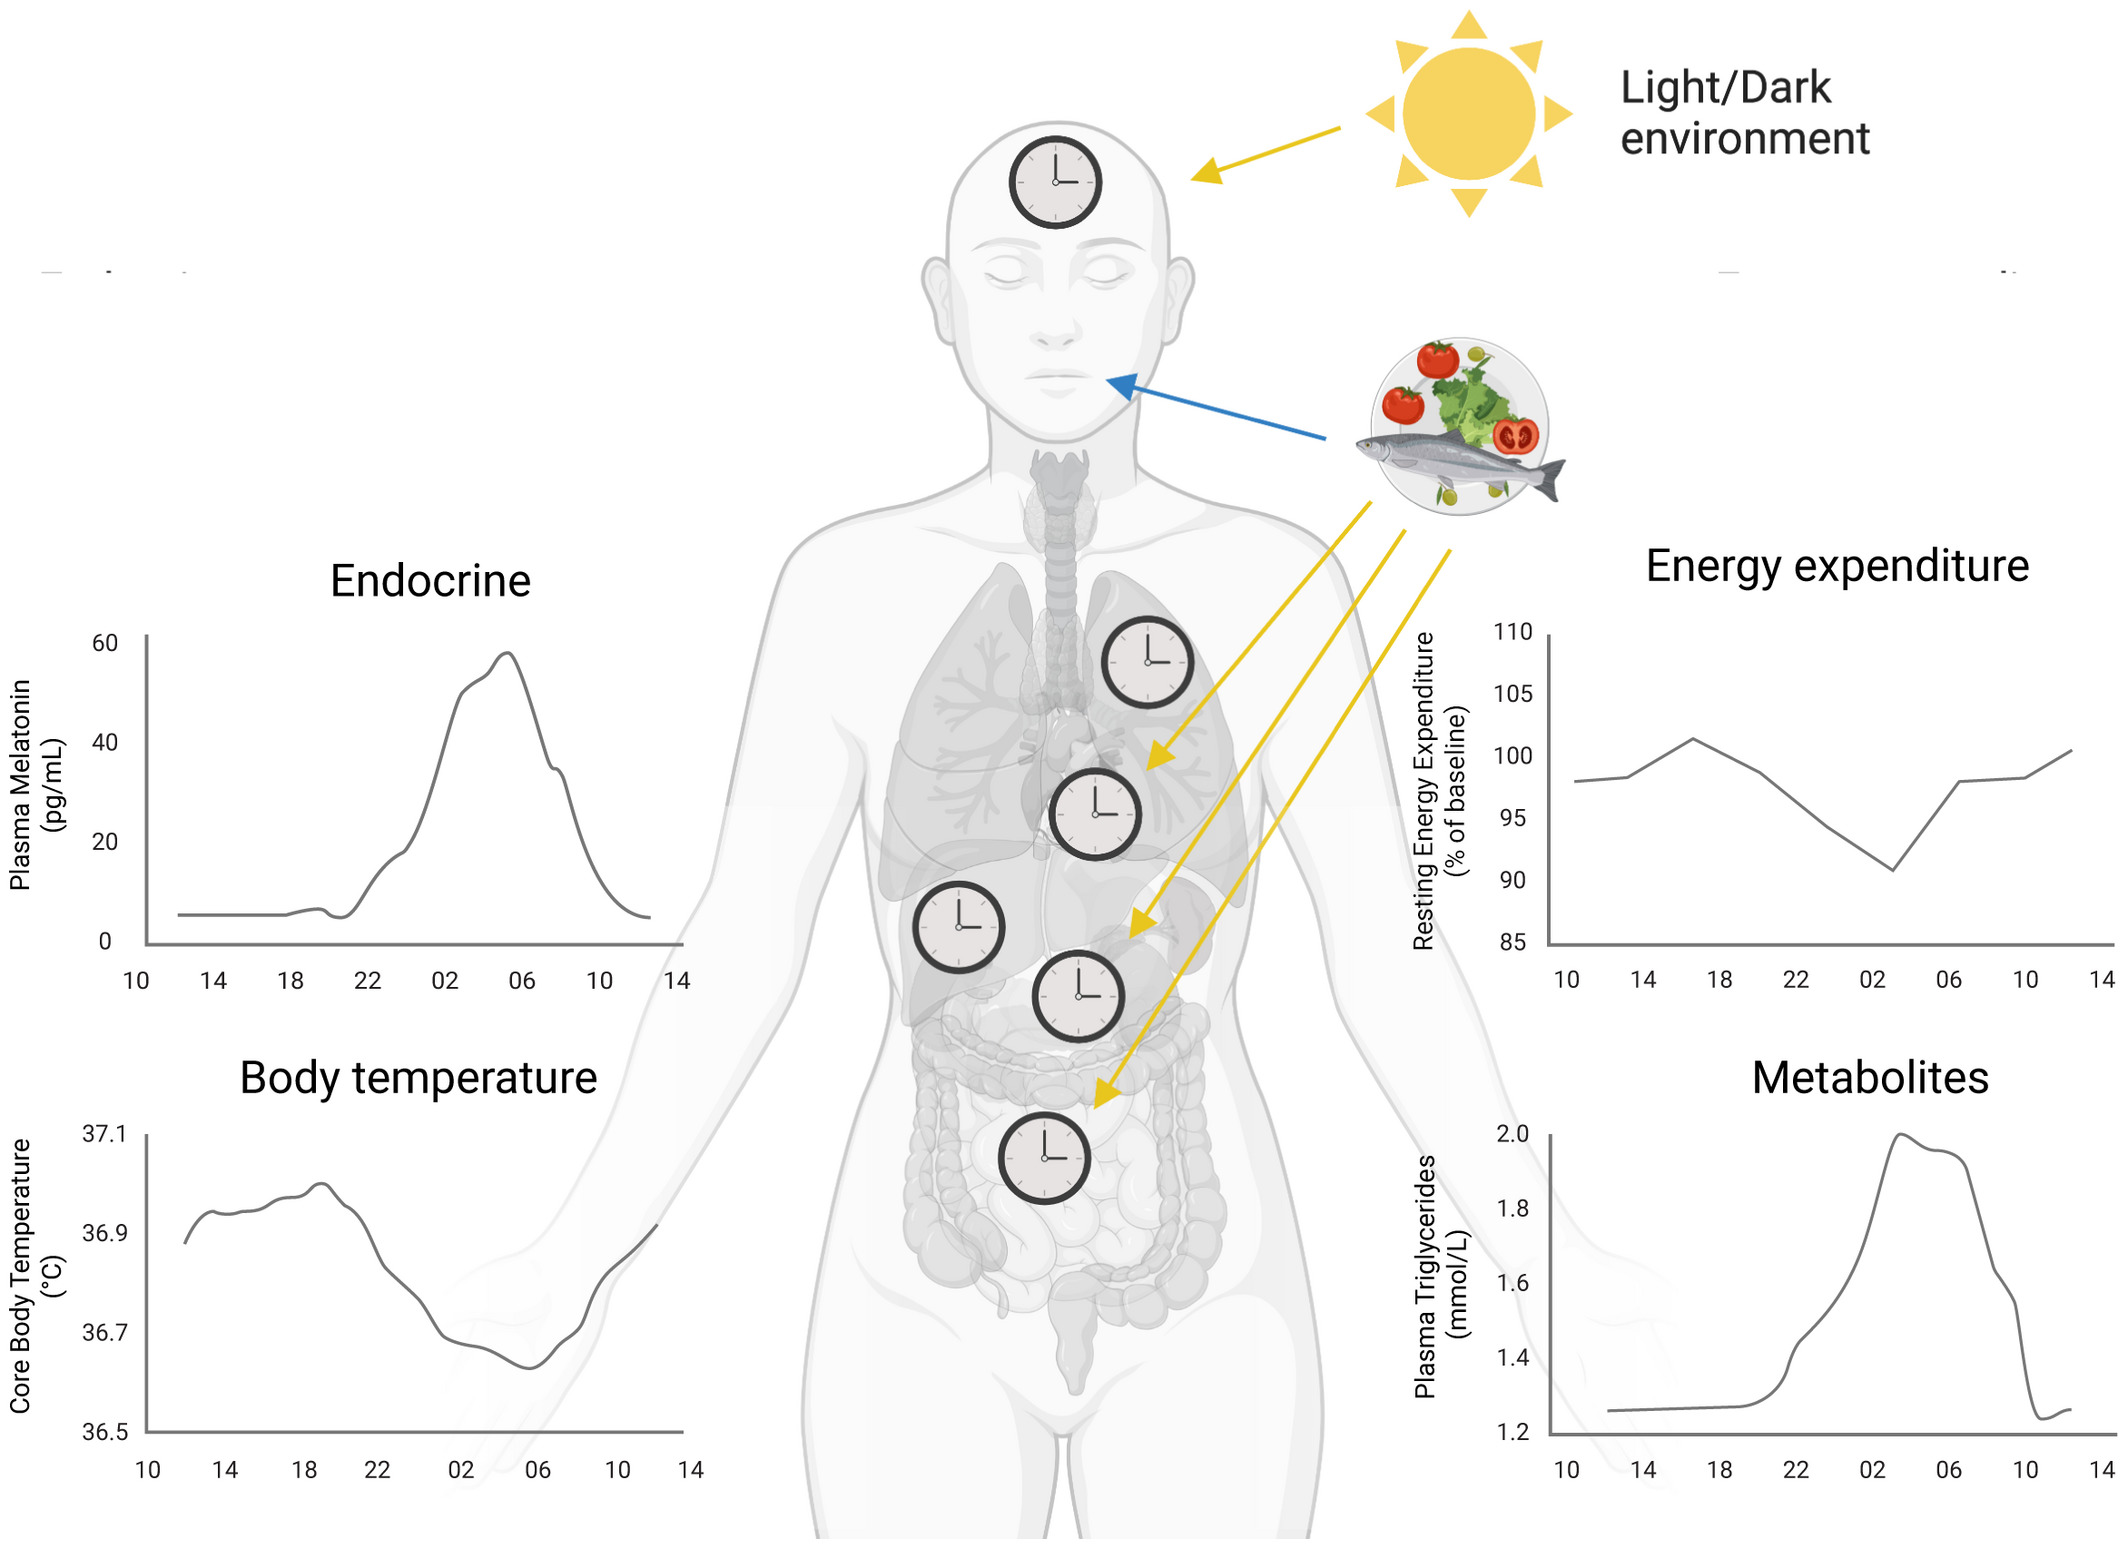 Light/Dark
environment
Endocrine
Plasma Melatonin
(pg/mL)
60
40
20
0
10 14 18 22 02 06 10 14
Energy expenditure
Resting Energy Expenditure
(% of baseline)
110
105
100
95
90
85
10 14 18 22 02 06 10 14
Body temperature
Core Body Temperature
(°C)
37.1
36.9
36.7
36.5
10 14 18 22 02 06 10 14
Metabolites
Plasma Triglycerides
(mmol/L)
2.0
1.8
1.6
1.4
1.2
10 14 18 22 02 06 10 14